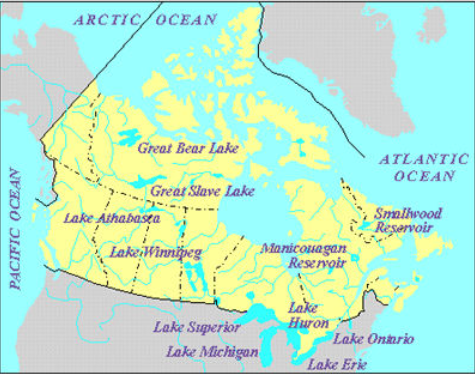 ARCTIC OCEAN
Great Bear Lake
ATLANTIC
OCEAN
Great Slave Lake
PACIFIC OCEAN
Lake Athabasca
Smallwood
Reservoir
Lake Winnipeg
Manicouagan
Reservoir
Lake
Huron
Lake Superior
Lake Ontario
Lake Michigan
Lake Erie